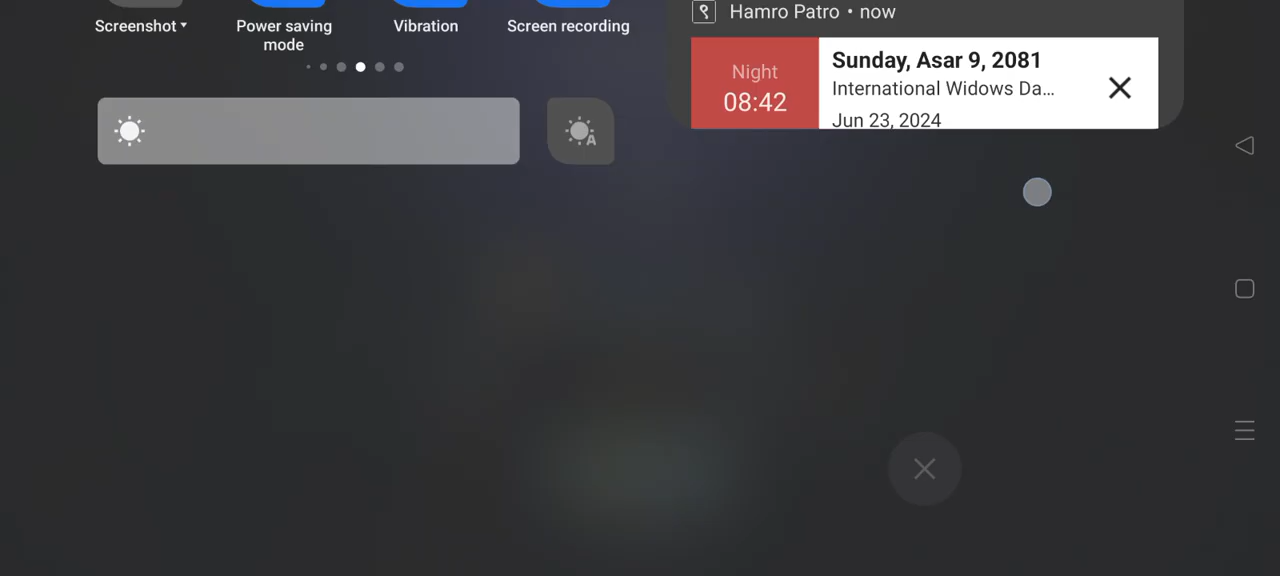 Screenshot
Power saving
mode
Vibration
Screen recording
A
Hamro Patro • now
Night
08:42
Sunday, Asar 9, 2081
International Widows Da...
Jun 23, 2024